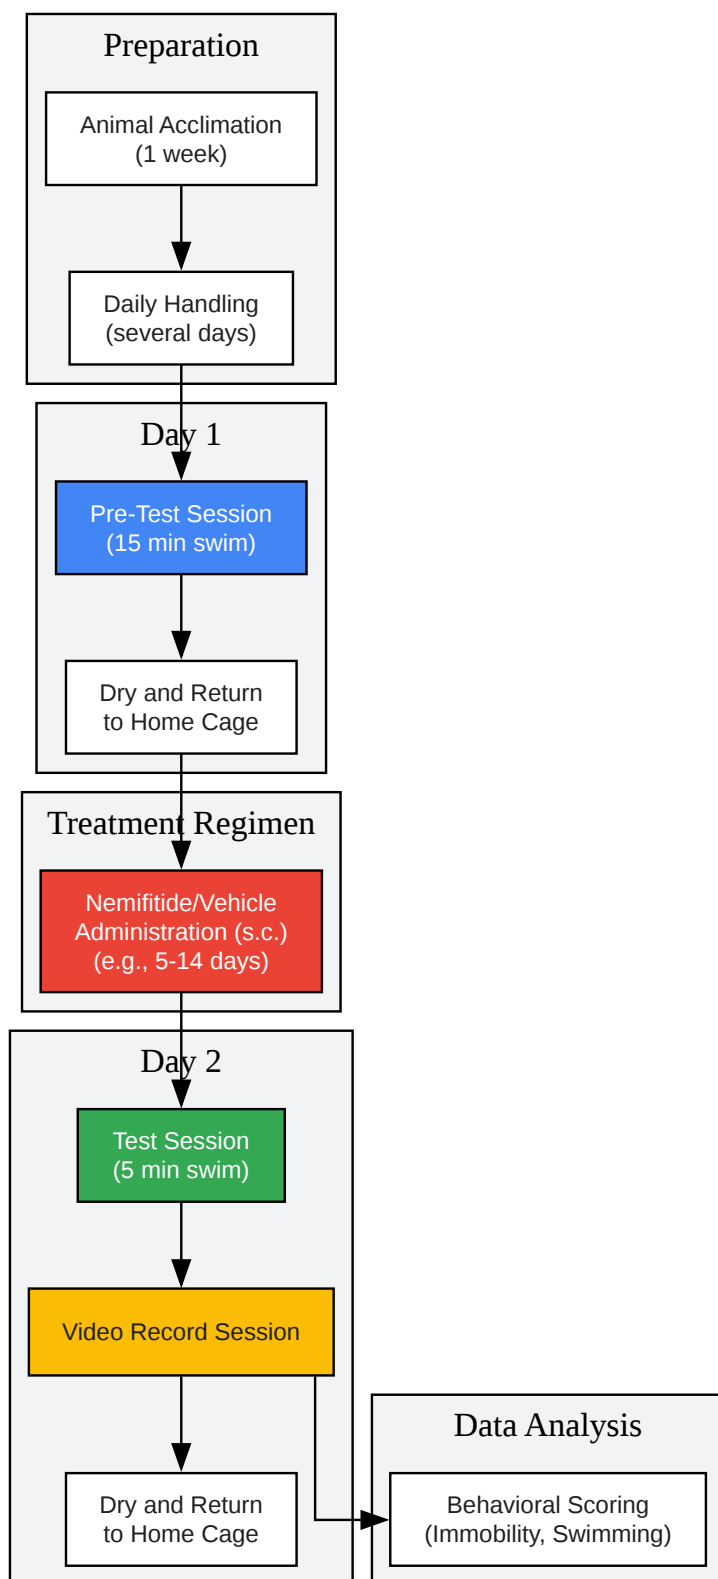 Preparation
Animal Acclimation
(1 week)
Daily Handling
(several days)
Day 1
Pre-Test Session
(15 min swim)
Dry and Return
to Home Cage
Treatment Regimen
Nemifitide/Vehicle
Administration (s.c.)
(e.g., 5-14 days)
Day 2
Test Session
(5 min swim)
Video Record Session
Dry and Return
to Home Cage
Data Analysis
Behavioral Scoring
(Immobility, Swimming)